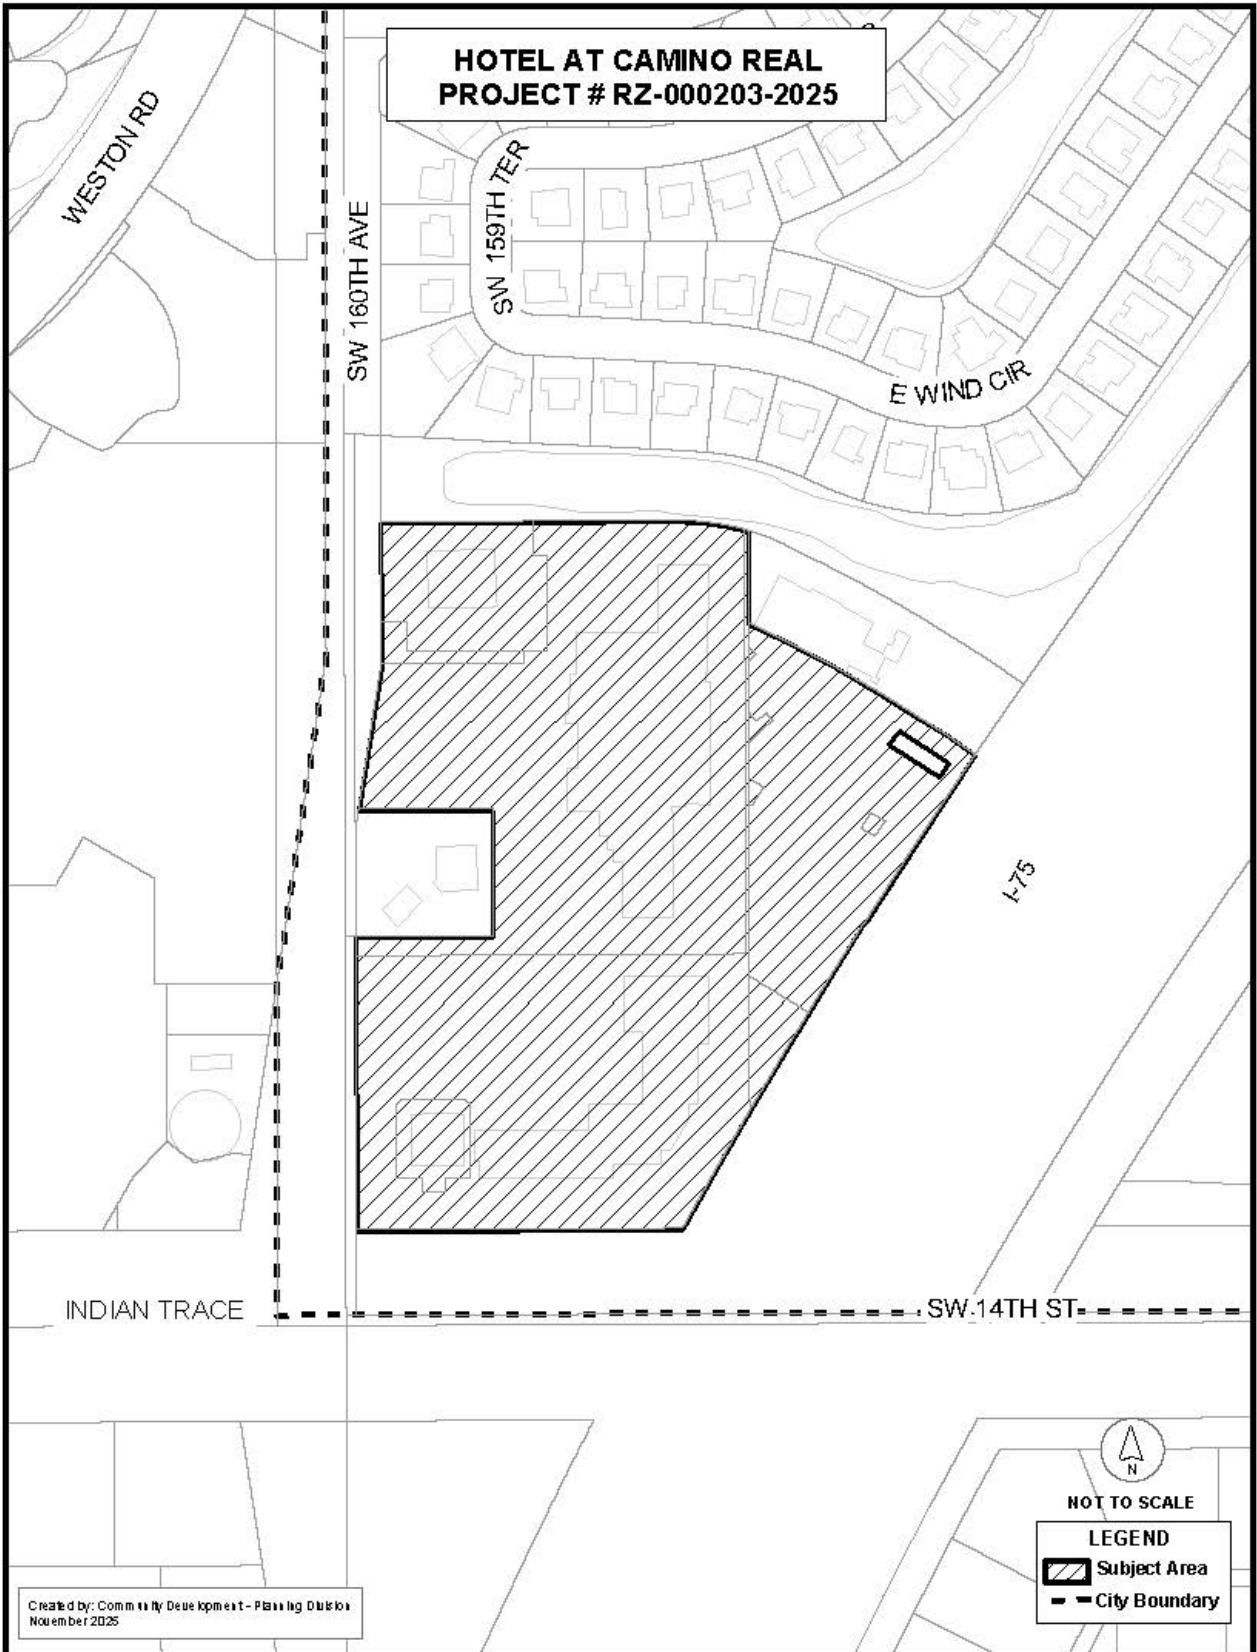 HOTEL AT CAMINO REAL
PROJECT # RZ-000203-2025
WESTON RD
SW 160TH AVE
SW 159TH TER
E WIND CIR
I-75
INDIAN TRACE
SW 14TH ST
N
NOT TO SCALE
LEGEND
Subject Area
City Boundary
Created by: Community Development - Planning Division
November 2025